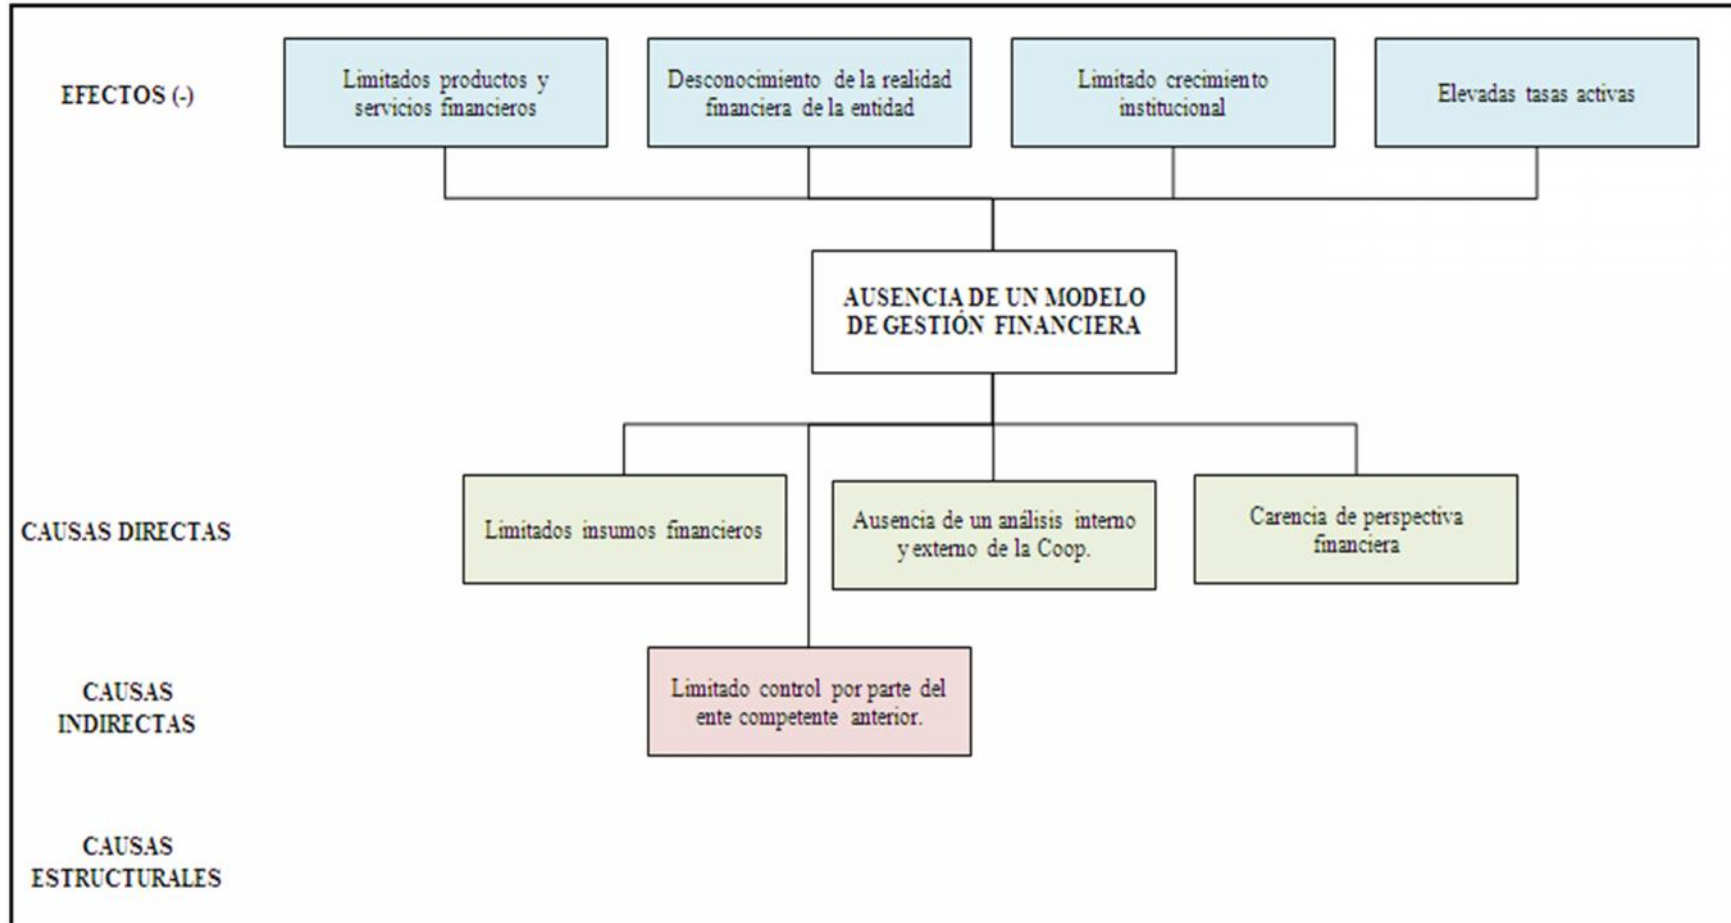 EFECTOS (-)
Limitados productos y
servicios financieros
Desconocimiento de la realidad
financiera de la entidad
Limitado crecimiento
institucional
Elevadas tasas activas
AUSENCIA DE UN MODELO
DE GESTIÓN FINANCIERA
CAUSAS DIRECTAS
Limitados insumos financieros
Ausencia de un análisis interno
y externo de la Coop.
Carencia de perspectiva
financiera
CAUSAS
INDIRECTAS
Limitado control por parte del
ente competente anterior.
CAUSAS
ESTRUCTURALES